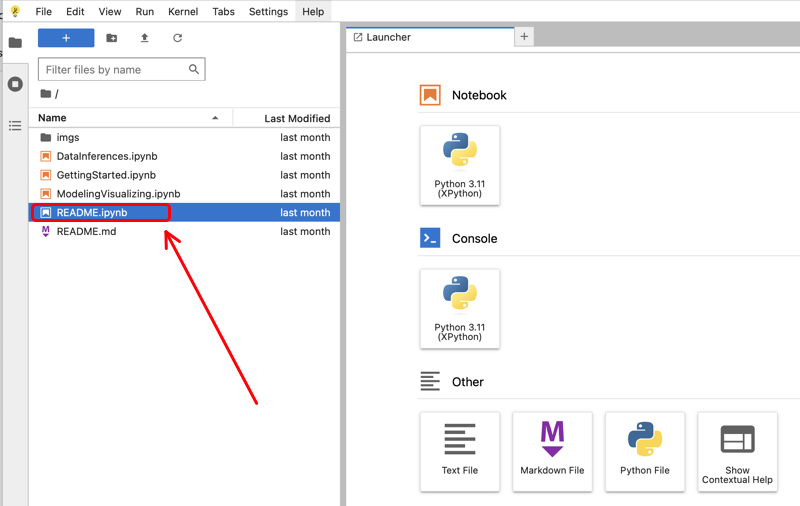 File Edit View Run Kernel Tabs Settings Help
+
Filter files by name
/
Name Last Modified
imgs last month
DataInferences.ipynb last month
GettingStarted.ipynb last month
ModelingVisualizing.ipynb last month
README.ipynb last month
M README.md last month
Launcher +
Notebook
Python 3.11
(XPython)
Console
Python 3.11
(XPython)
Other
Text File
M
Markdown File
Python File
Show
Contextual Help